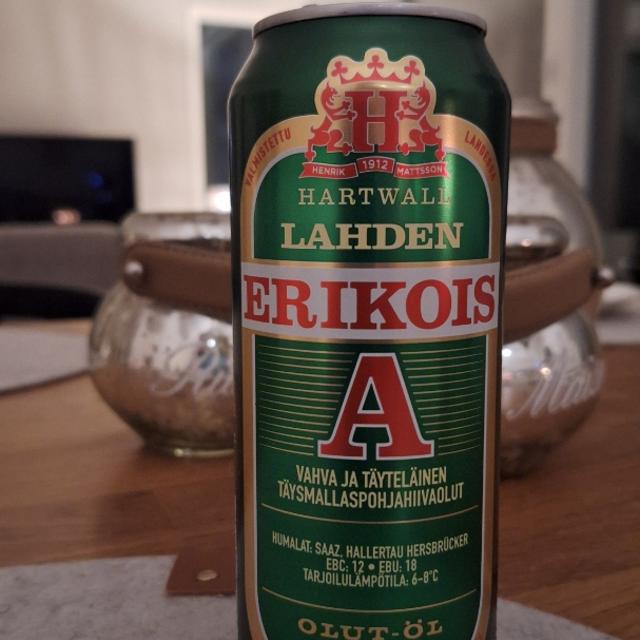 VALMISTETTU LAHDESSA
H
HENRIK 1912 MATTSSON
HARTWALL
LAHDEN
ERIKOIS
A
VAHVA JA TÄYTELÄINEN
TÄYSMALLASPOHJAHIIVAOLUT
HUMALAT: SAAZ, HALLERTAU HERSBRÜCKER
EBC: 12 • EBU: 18
TARJOILULÄMPÖTILA: 6-8°C
OLUT-ÖL